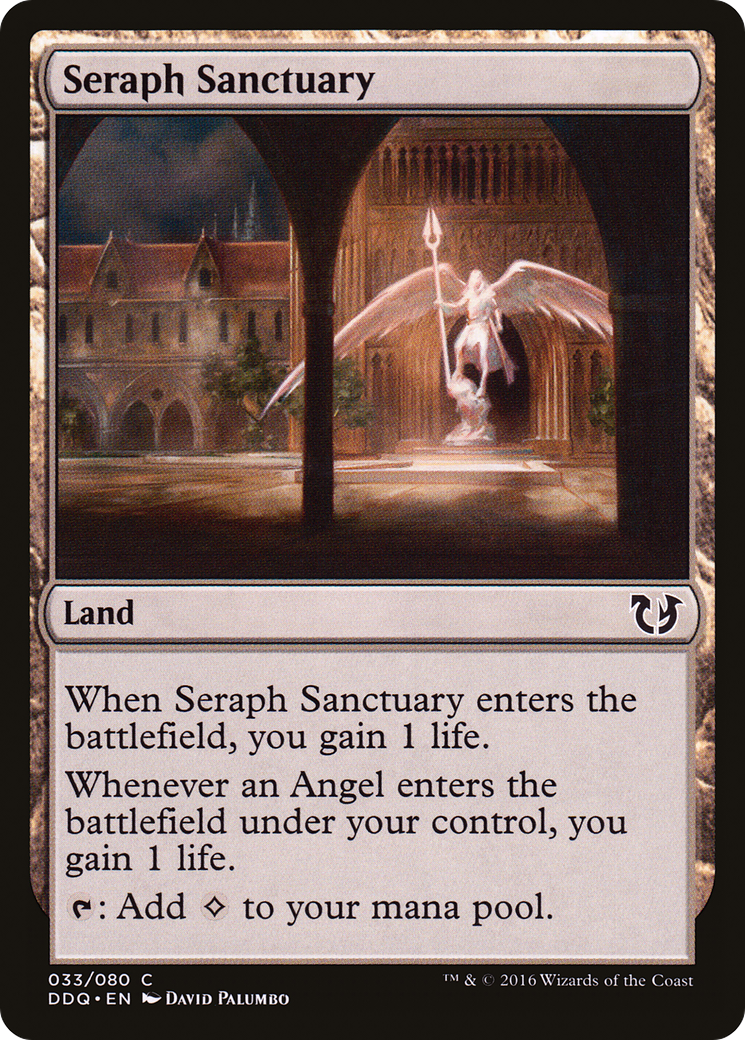 Seraph Sanctuary
Land
When Seraph Sanctuary enters the
battlefield, you gain 1 life.
Whenever an Angel enters the
battlefield under your control, you
gain 1 life.
: Add to your mana pool.
033/080 C
DDQ • EN David Palumbo
™ & © 2016 Wizards of the Coast